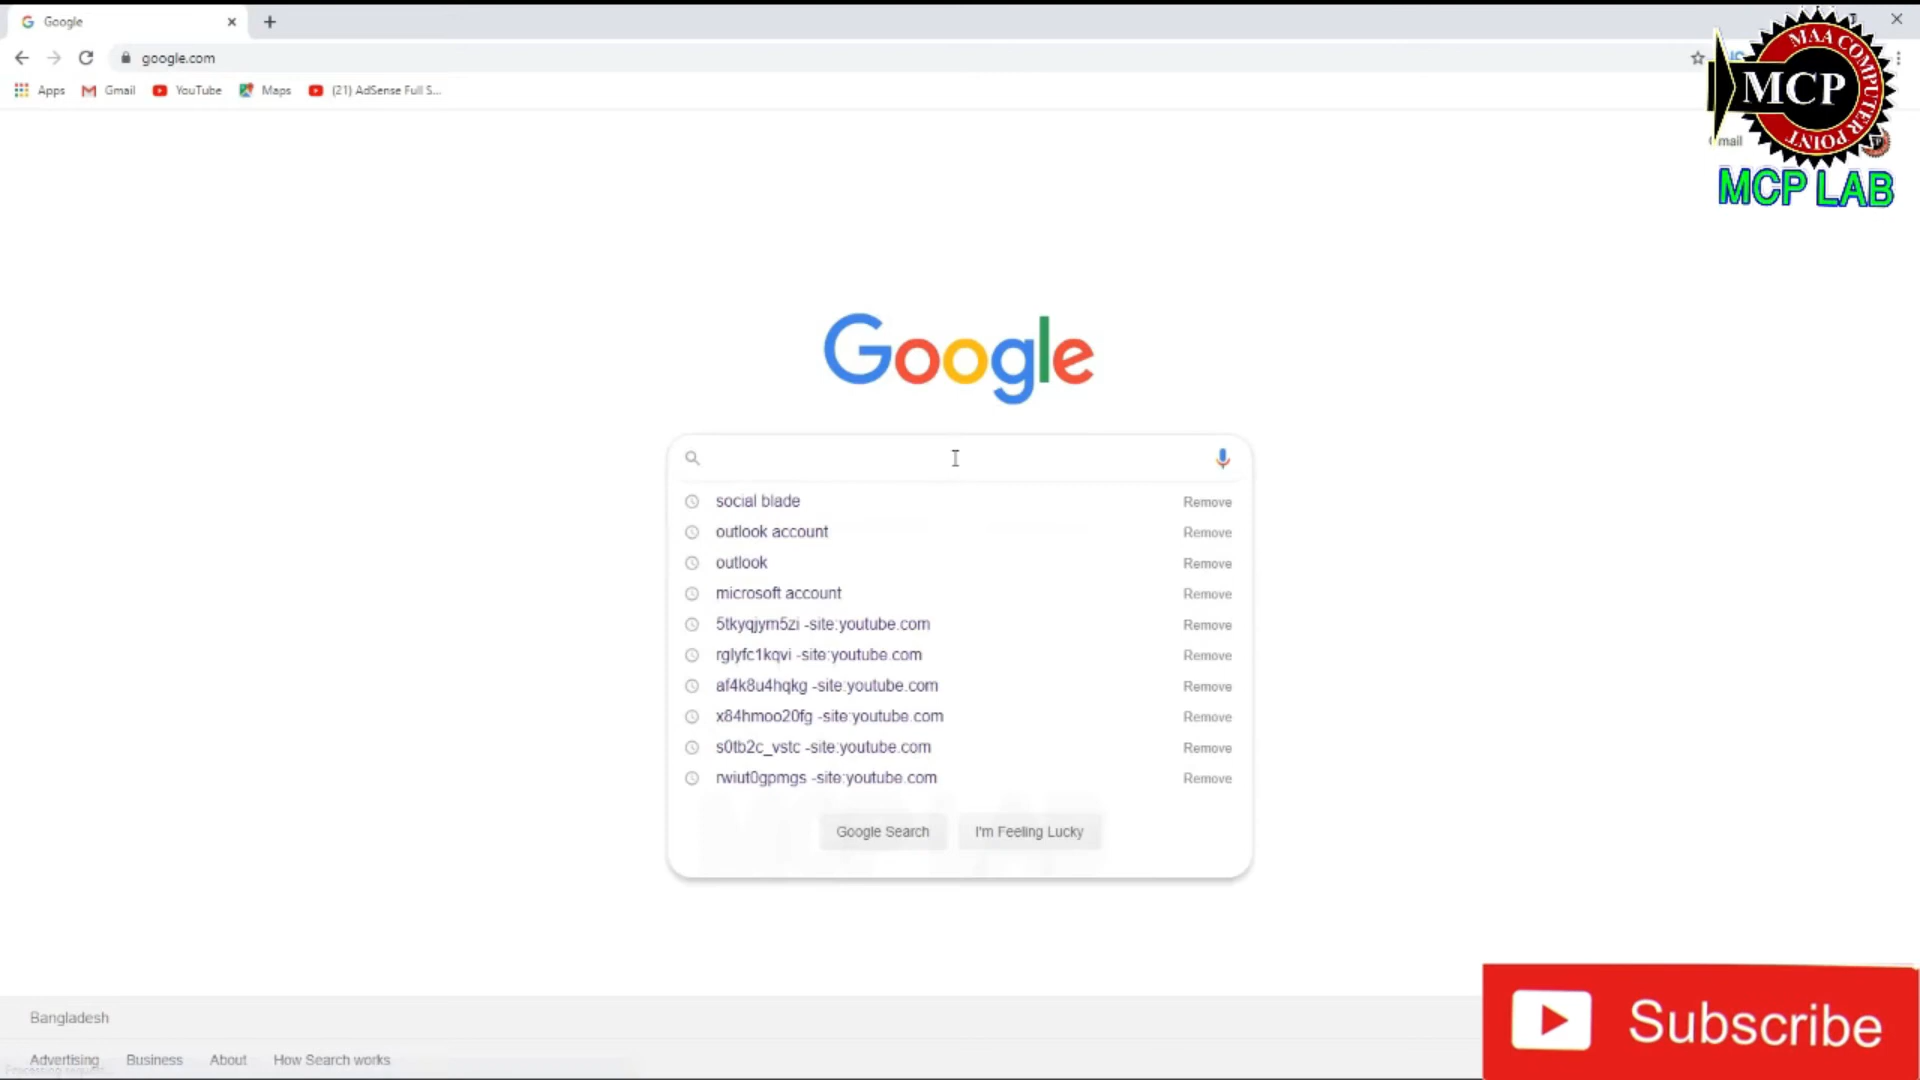 Google
google.com
Apps Gmail YouTube Maps (21) AdSense Full S...
MAA COMPUTER POINT
MCP
MCP LAB
Google
social blade Remove
outlook account Remove
outlook Remove
microsoft account Remove
5tkyqjym5zi -site:youtube.com Remove
rglyfc1kqvi -site:youtube.com Remove
af4k8u4hqkg -site:youtube.com Remove
x84hmoo20fg -site:youtube.com Remove
s0tb2c_vstc -site:youtube.com Remove
rwiut0gpmgs -site:youtube.com Remove
Google Search I'm Feeling Lucky
Bangladesh
Advertising Business About How Search works
Subscribe